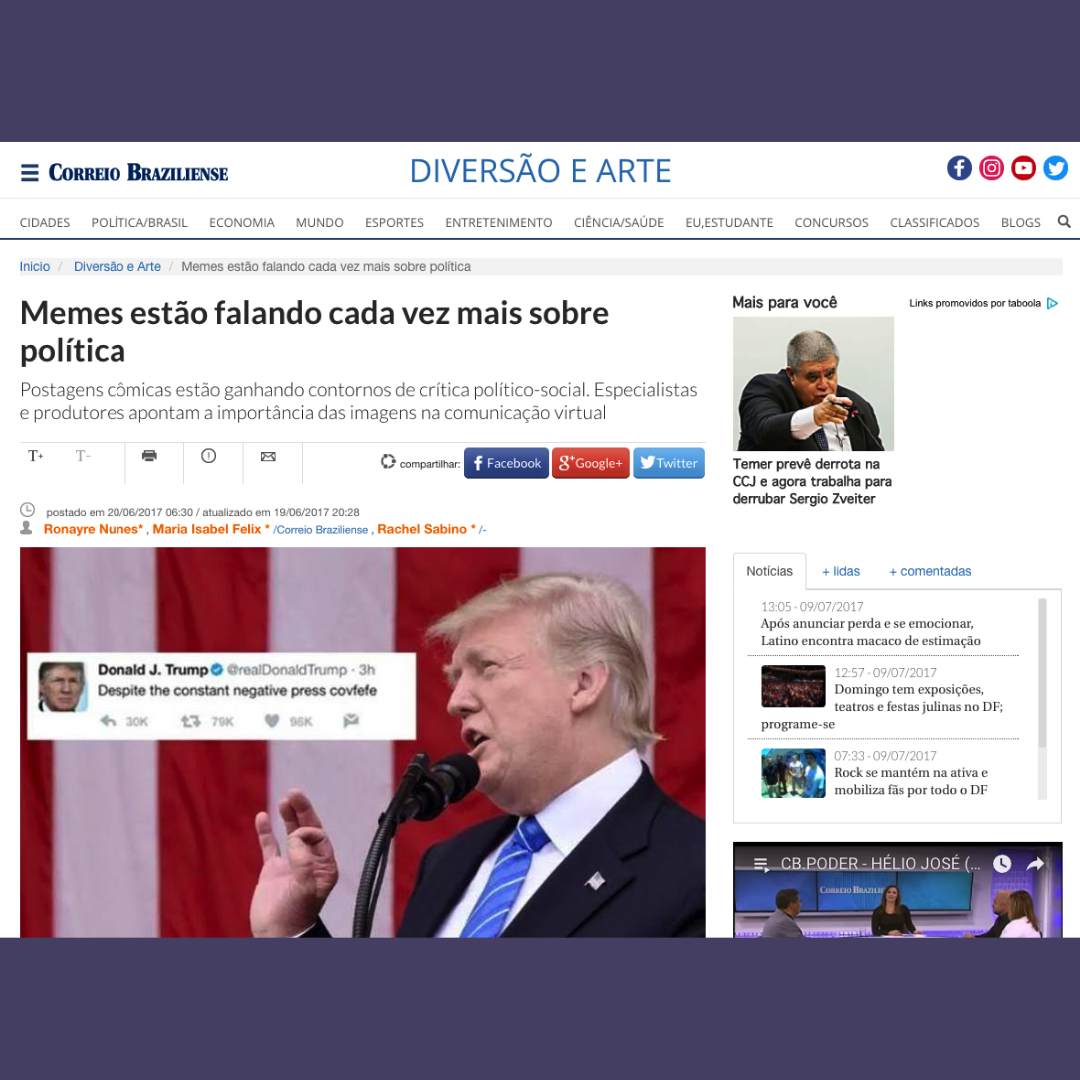 CORREIO BRAZILIENSE
DIVERSÃO E ARTE
CIDADES POLÍTICA/BRASIL ECONOMIA MUNDO ESPORTES ENTRETENIMENTO CIÊNCIA/SAÚDE EU,ESTUDANTE CONCURSOS CLASSIFICADOS BLOGS
Inicio / Diversão e Arte / Memes estão falando cada vez mais sobre política
Memes estão falando cada vez mais sobre
política
Postagens cômicas estão ganhando contornos de crítica político-social. Especialistas
e produtores apontam a importância das imagens na comunicação virtual
T+ T- compartilhar: Facebook Google+ Twitter
postado em 20/06/2017 06:30 / atualizado em 19/06/2017 20:28
Ronayre Nunes* , Maria Isabel Felix * /Correio Braziliense , Rachel Sabino * /-
Donald J. Trump @realDonaldTrump · 3h
Despite the constant negative press covfefe
30K 79K 96K
Mais para você
Links promovidos por taboola
Temer prevê derrota na
CCJ e agora trabalha para
derrubar Sergio Zveiter
Notícias + lidas + comentadas
13:05 - 09/07/2017
Após anunciar perda e se emocionar,
Latino encontra macaco de estimação
12:57 - 09/07/2017
Domingo tem exposições,
teatros e festas julinas no DF;
programe-se
07:33 - 09/07/2017
Rock se mantém na ativa e
mobiliza fãs por todo o DF
CB.PODER - HÉLIO JOSÉ (...